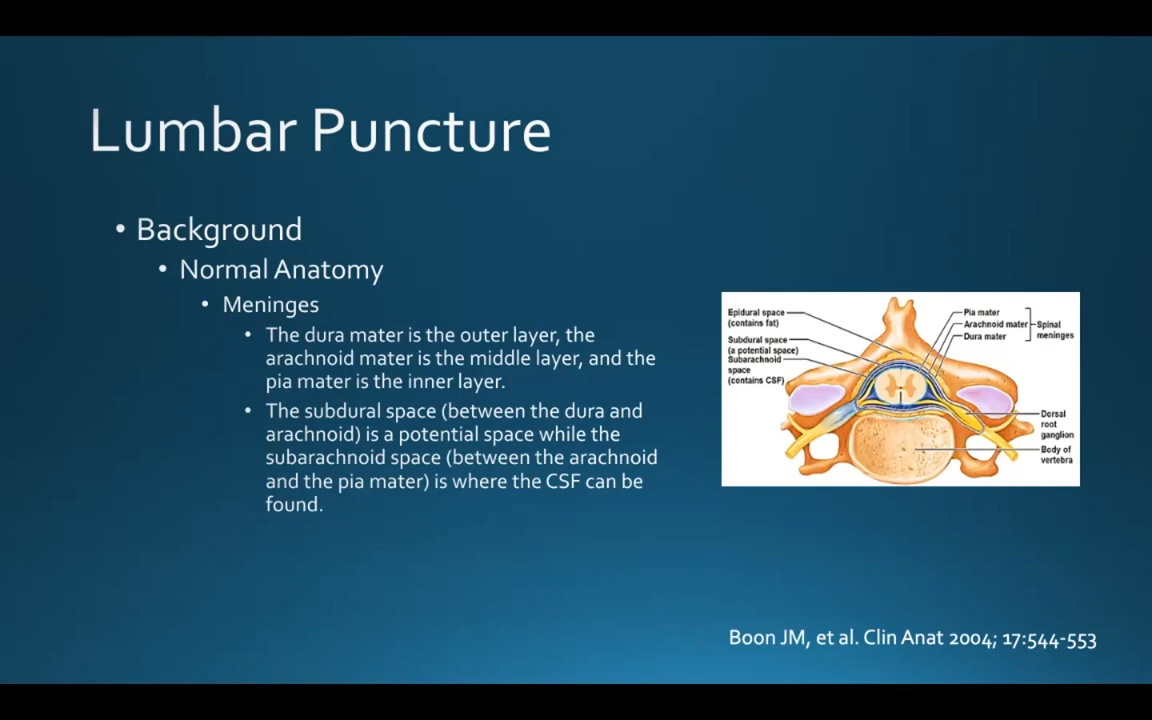 Lumbar Puncture
• Background
• Normal Anatomy
• Meninges
• The dura mater is the outer layer, the
arachnoid mater is the middle layer, and the
pia mater is the inner layer.
• The subdural space (between the dura and
arachnoid) is a potential space while the
subarachnoid space (between the arachnoid
and the pia mater) is where the CSF can be
found.
Epidural space
(contains fat)
Subdural space
(a potential space)
Subarachnoid
space
(contains CSF)
Pia mater
Arachnoid mater
Dura mater
Spinal
meninges
Dorsal
root
ganglion
Body of
vertebra
Boon JM, et al. Clin Anat 2004; 17:544-553